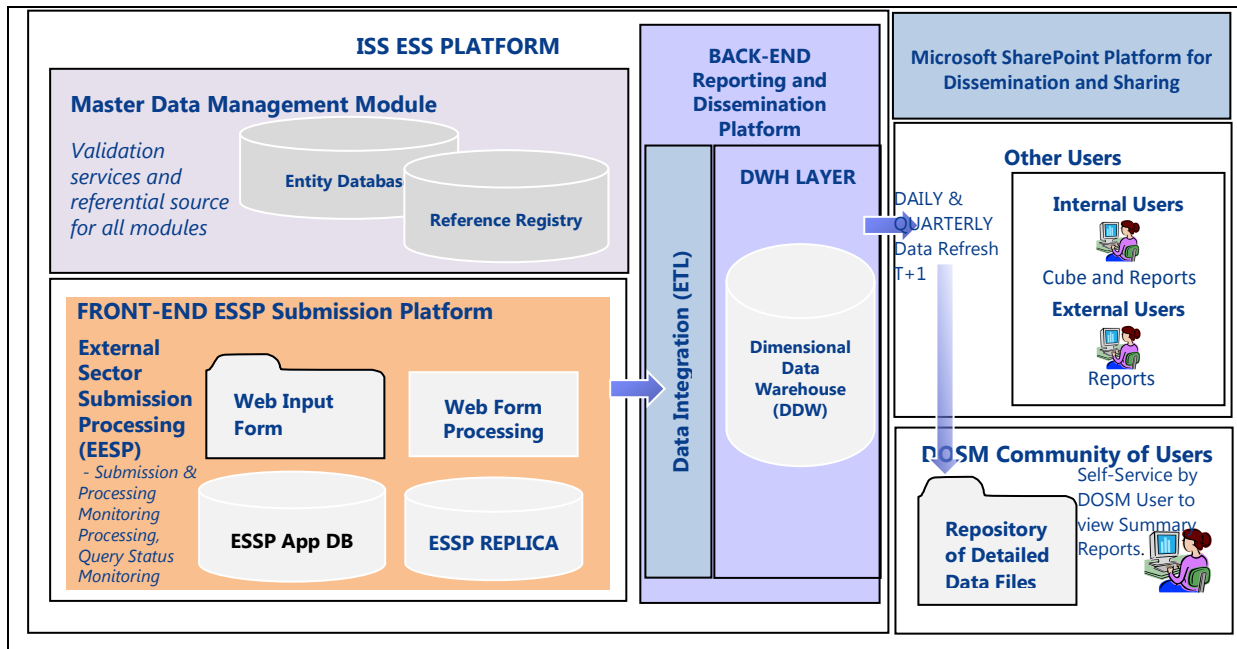 ISS ESS PLATFORM
Master Data Management Module
Validation
services and
referential source
for all modules
Entity Database
Reference Registry
FRONT-END ESSP Submission Platform
External
Sector
Submission
Processing
(EESP)
- Submission &
Processing
Monitoring
Processing,
Query Status
Monitoring
Web Input
Form
Web Form
Processing
ESSP App DB
ESSP REPLICA
BACK-END
Reporting and
Dissemination
Platform
Data Integration (ETL)
DWH LAYER
Dimensional
Data
Warehouse
(DDW)
Microsoft SharePoint Platform for
Dissemination and Sharing
DAILY &
QUARTERLY
Data Refresh
T+1
Other Users
Internal Users
Cube and Reports
External Users
Reports
DOSM Community of Users
Repository
of Detailed
Data Files
Self-Service by
DOSM User to
view Summary
Reports.